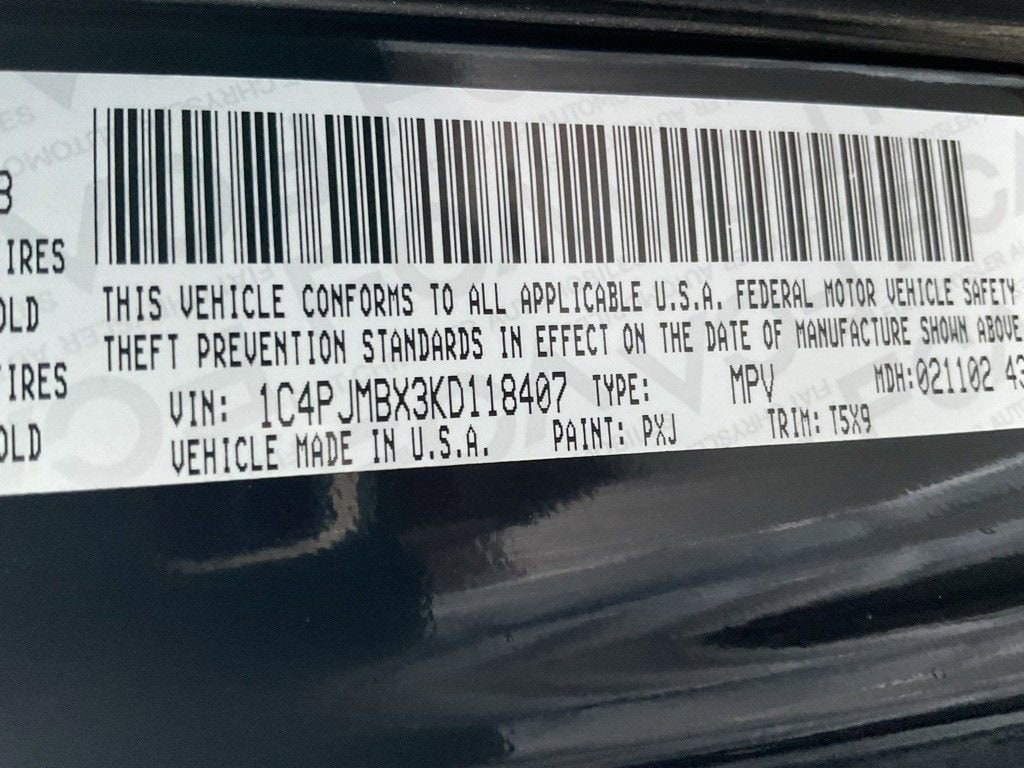 3
IRES
OLD
IRES
OLD
THIS VEHICLE CONFORMS TO ALL APPLICABLE U.S.A. FEDERAL MOTOR VEHICLE SAFETY
THEFT PREVENTION STANDARDS IN EFFECT ON THE DATE OF MANUFACTURE SHOWN ABOVE
VIN: 1C4PJMBX3KD118407 TYPE: MPV MDH:021102 43
VEHICLE MADE IN U.S.A. PAINT: PXJ TRIM: T5X9